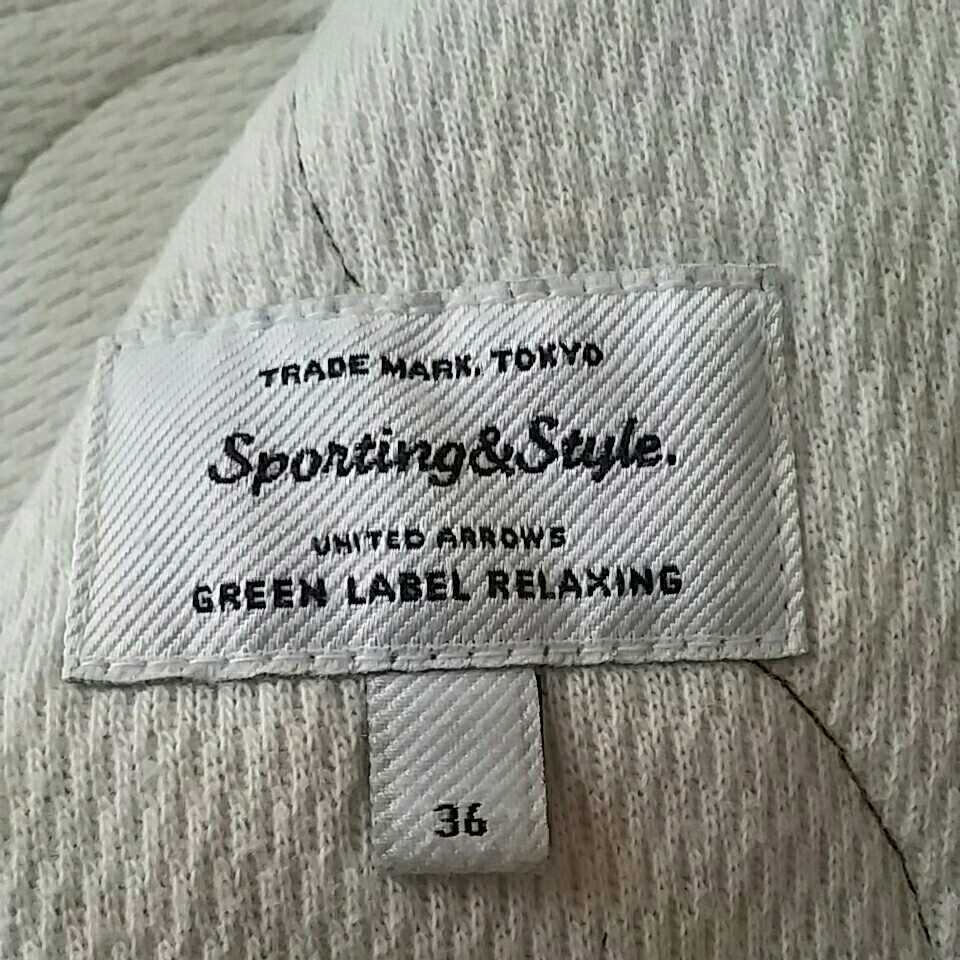 TRADE MARK. TOKYO
Sporting&Style.
UNITED ARROWS
GREEN LABEL RELAXING
36